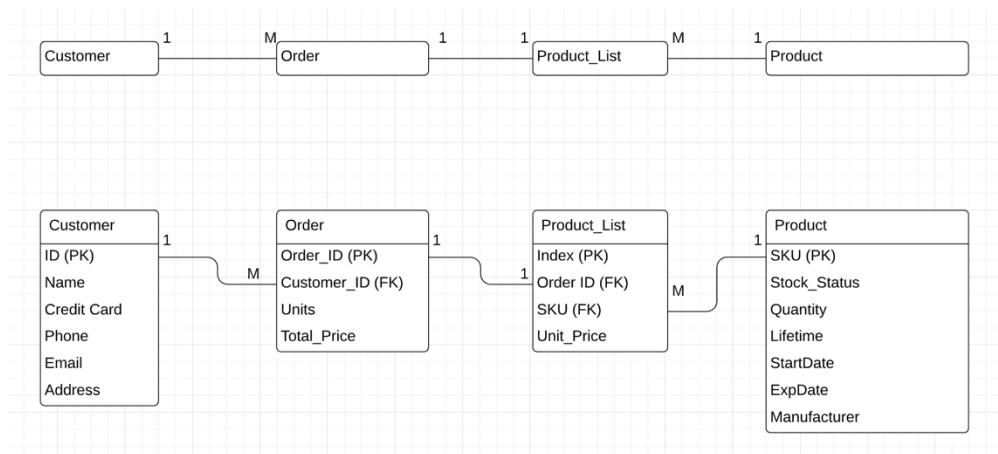 1 M 1 1 M 1
Customer Order Product_List Product
Customer
1
ID (PK)
Name
Credit Card
Phone
Email
Address
M
Order
1
Order_ID (PK)
Customer_ID (FK)
Units
Total_Price
1
Product_List
Index (PK)
Order ID (FK)
SKU (FK)
Unit_Price
M
1
Product
SKU (PK)
Stock_Status
Quantity
Lifetime
StartDate
ExpDate
Manufacturer